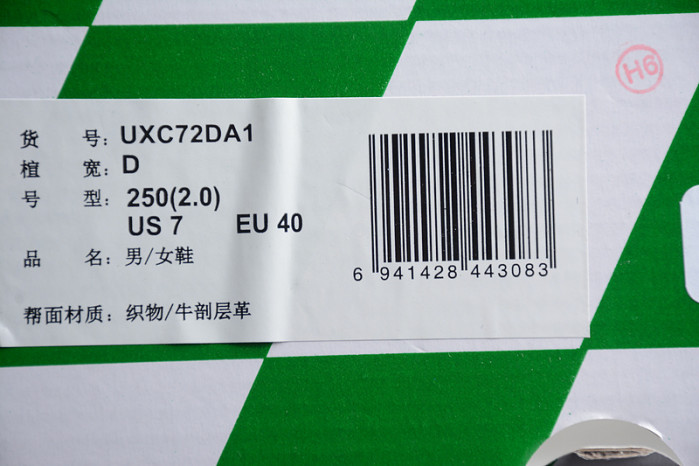 H6
货 号: UXC72DA1
楦 宽: D
号 型: 250(2.0)
US 7 EU 40
品 名: 男/女鞋
帮面材质: 织物/牛剖层革
6 941428 443083